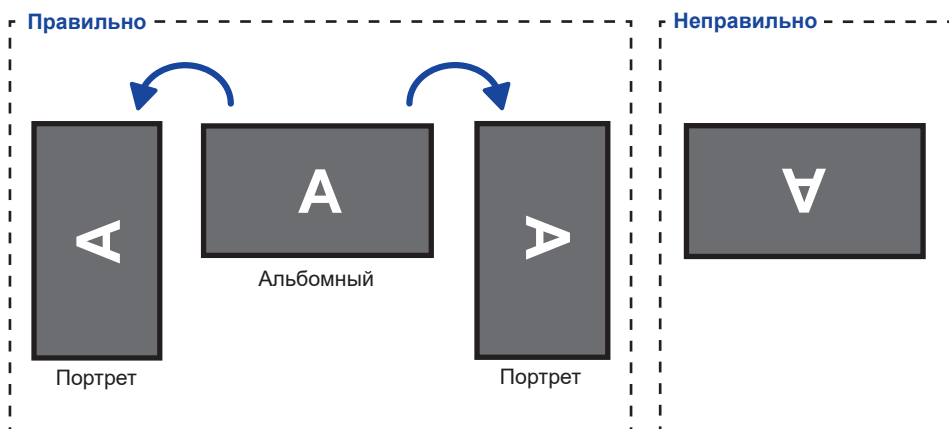 Правильно
Неправильно
A
A
A
A
Альбомный
Портрет
Портрет